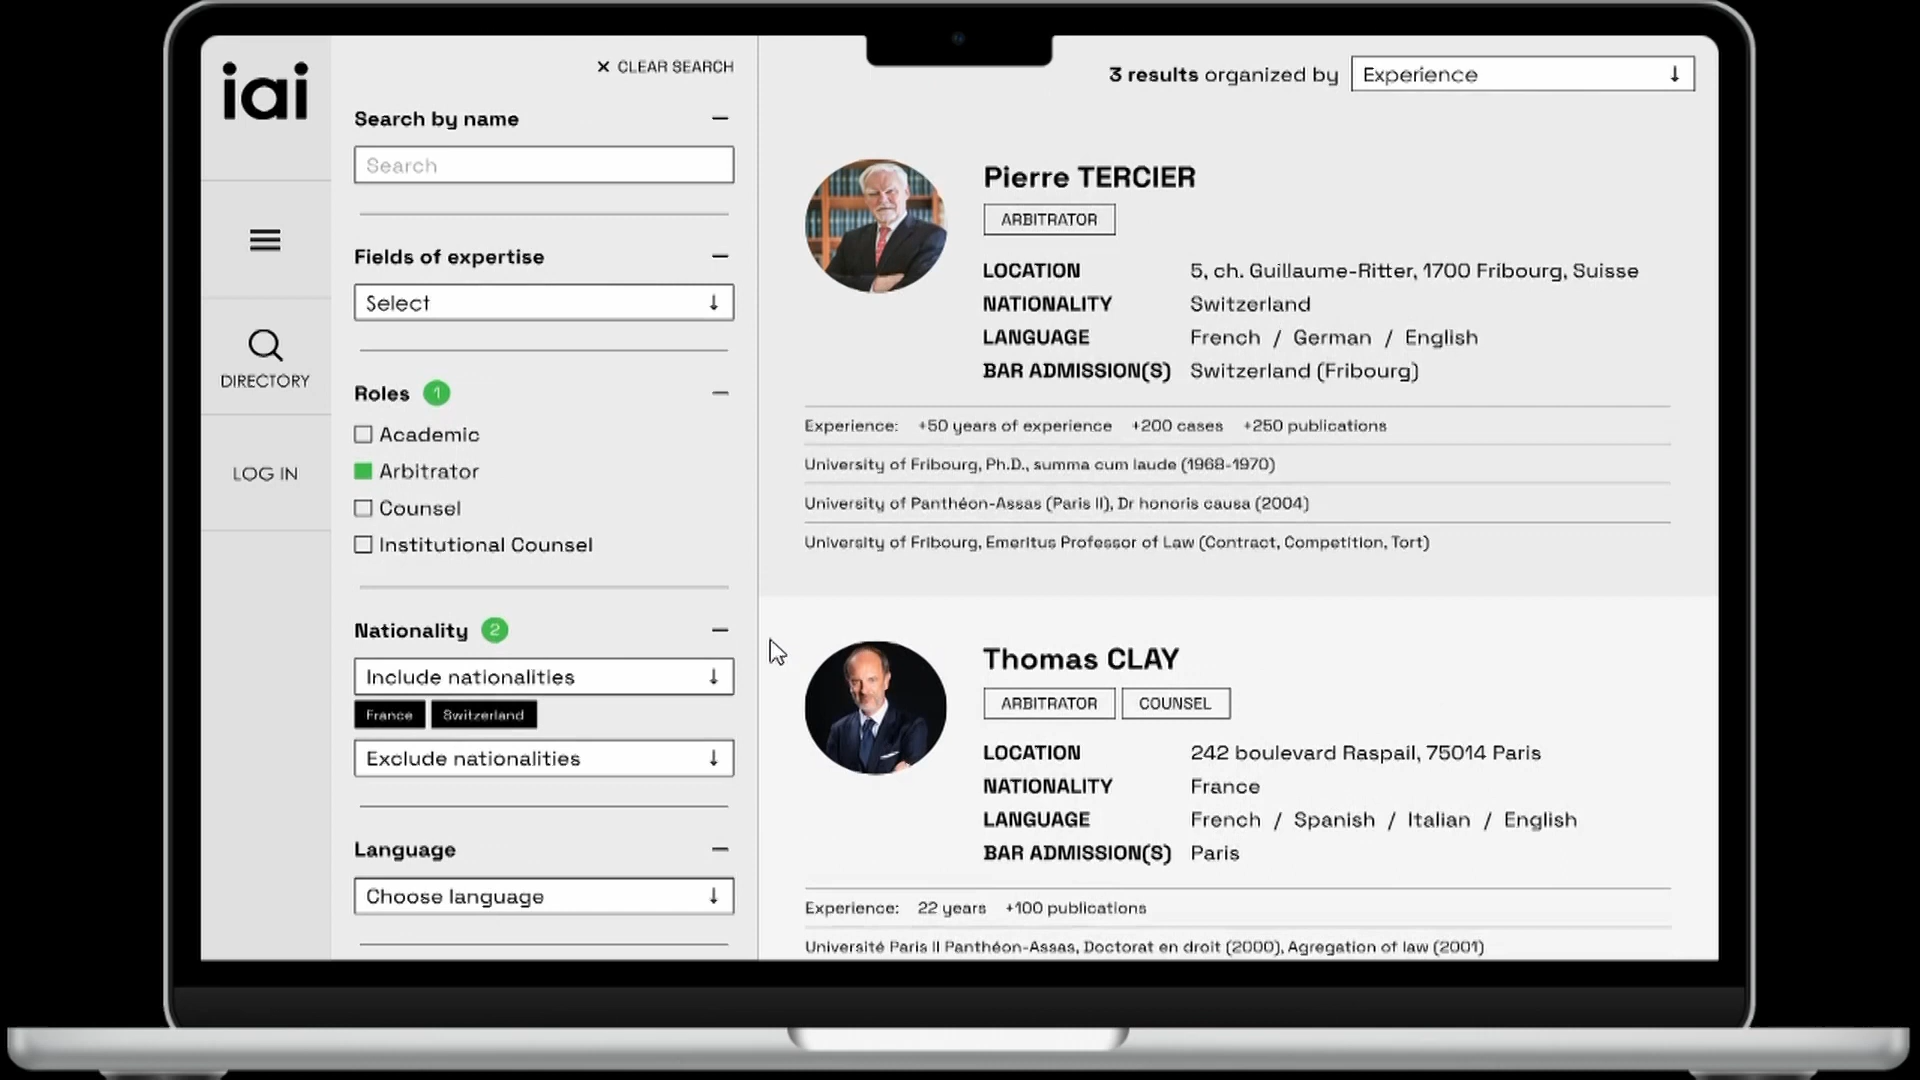 iai
DIRECTORY
LOG IN
✕ CLEAR SEARCH
Search by name
Search
Fields of expertise
Select
Roles 1
Academic
Arbitrator
Counsel
Institutional Counsel
Nationality 2
Include nationalities
France Switzerland
Exclude nationalities
Language
Choose language
3 results organized by Experience
Pierre TERCIER
ARBITRATOR
LOCATION 5, ch. Guillaume-Ritter, 1700 Fribourg, Suisse
NATIONALITY Switzerland
LANGUAGE French / German / English
BAR ADMISSION(S) Switzerland (Fribourg)
Experience: +50 years of experience +200 cases +250 publications
University of Fribourg, Ph.D., summa cum laude (1968-1970)
University of Panthéon-Assas (Paris II), Dr honoris causa (2004)
University of Fribourg, Emeritus Professor of Law (Contract, Competition, Tort)
Thomas CLAY
ARBITRATOR COUNSEL
LOCATION 242 boulevard Raspail, 75014 Paris
NATIONALITY France
LANGUAGE French / Spanish / Italian / English
BAR ADMISSION(S) Paris
Experience: 22 years +100 publications
Université Paris II Panthéon-Assas, Doctorat en droit (2000), Agregation of law (2001)